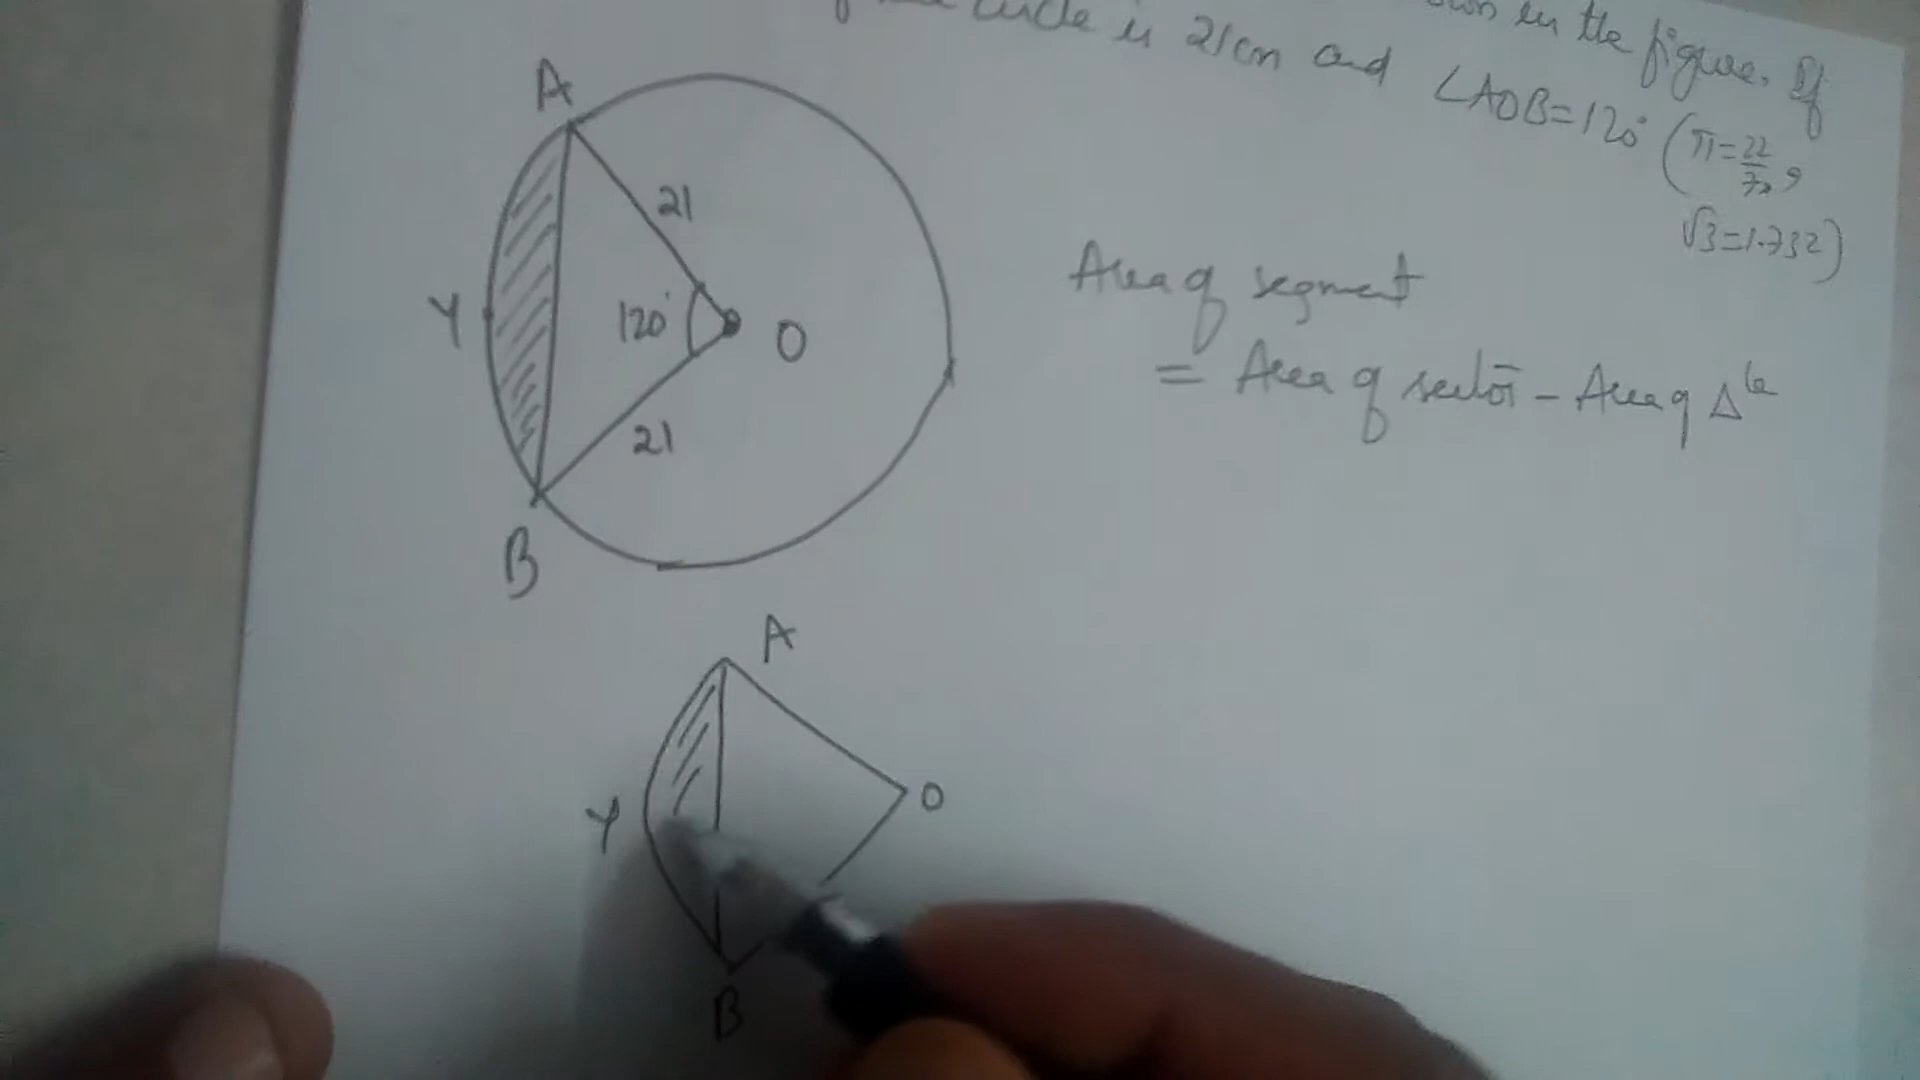 in the figure. If
circle is 21cm and ∠AOB=120° (π=22/7,
√3=1.732)
A
21
120°
Y
O
21
B
Area of segment
= Area of sector - Area of Δle
A
Y
O
B